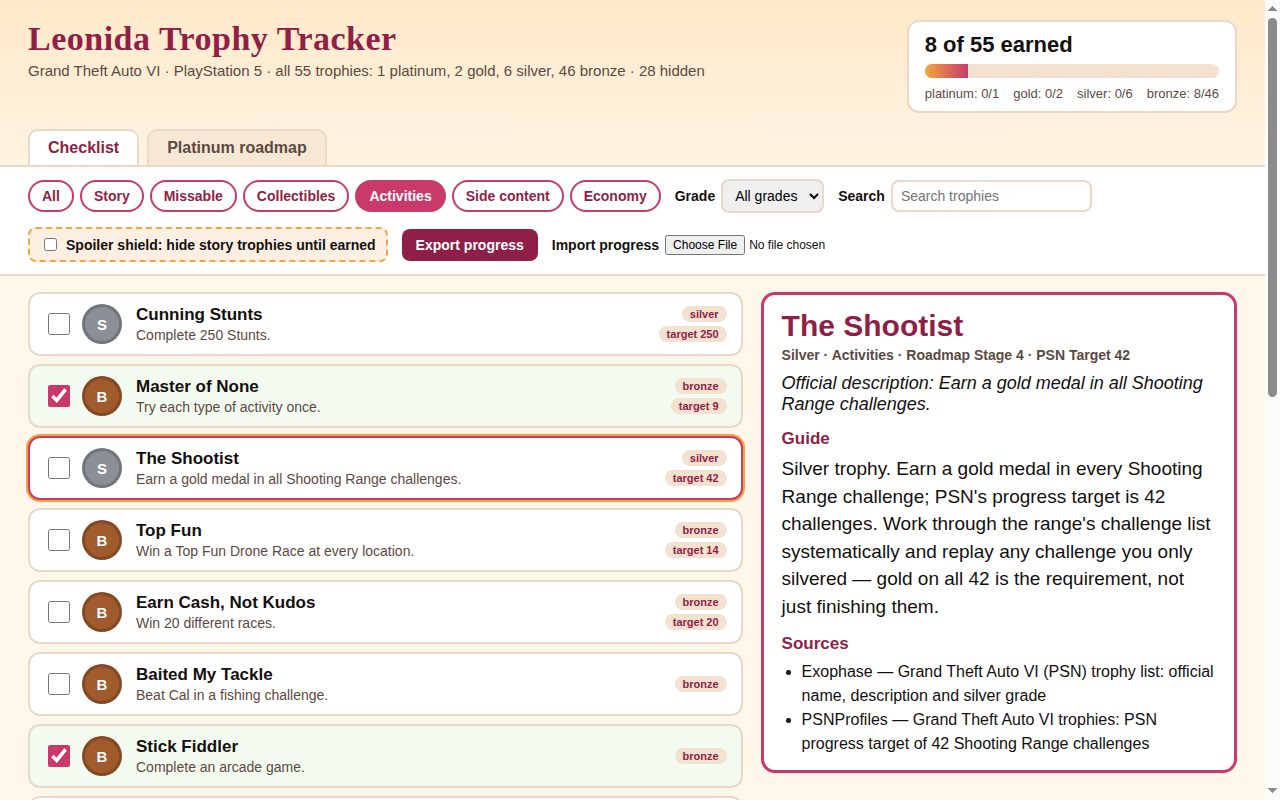 Leonida Trophy Tracker
Grand Theft Auto VI · PlayStation 5 · all 55 trophies: 1 platinum, 2 gold, 6 silver, 46 bronze · 28 hidden
8 of 55 earned
platinum: 0/1 gold: 0/2 silver: 0/6 bronze: 8/46
Checklist Platinum roadmap
All Story Missable Collectibles Activities Side content Economy Grade All grades Search Search trophies
Spoiler shield: hide story trophies until earned Export progress Import progress Choose File No file chosen
S
Cunning Stunts
Complete 250 Stunts.
silver
target 250
B
Master of None
Try each type of activity once.
bronze
target 9
S
The Shootist
Earn a gold medal in all Shooting Range challenges.
silver
target 42
B
Top Fun
Win a Top Fun Drone Race at every location.
bronze
target 14
B
Earn Cash, Not Kudos
Win 20 different races.
bronze
target 20
B
Baited My Tackle
Beat Cal in a fishing challenge.
bronze
B
Stick Fiddler
Complete an arcade game.
bronze
The Shootist
Silver · Activities · Roadmap Stage 4 · PSN Target 42
Official description: Earn a gold medal in all Shooting
Range challenges.
Guide
Silver trophy. Earn a gold medal in every Shooting
Range challenge; PSN's progress target is 42
challenges. Work through the range's challenge list
systematically and replay any challenge you only
silvered — gold on all 42 is the requirement, not
just finishing them.
Sources
• Exophase — Grand Theft Auto VI (PSN) trophy list: official
name, description and silver grade
• PSNProfiles — Grand Theft Auto VI trophies: PSN
progress target of 42 Shooting Range challenges